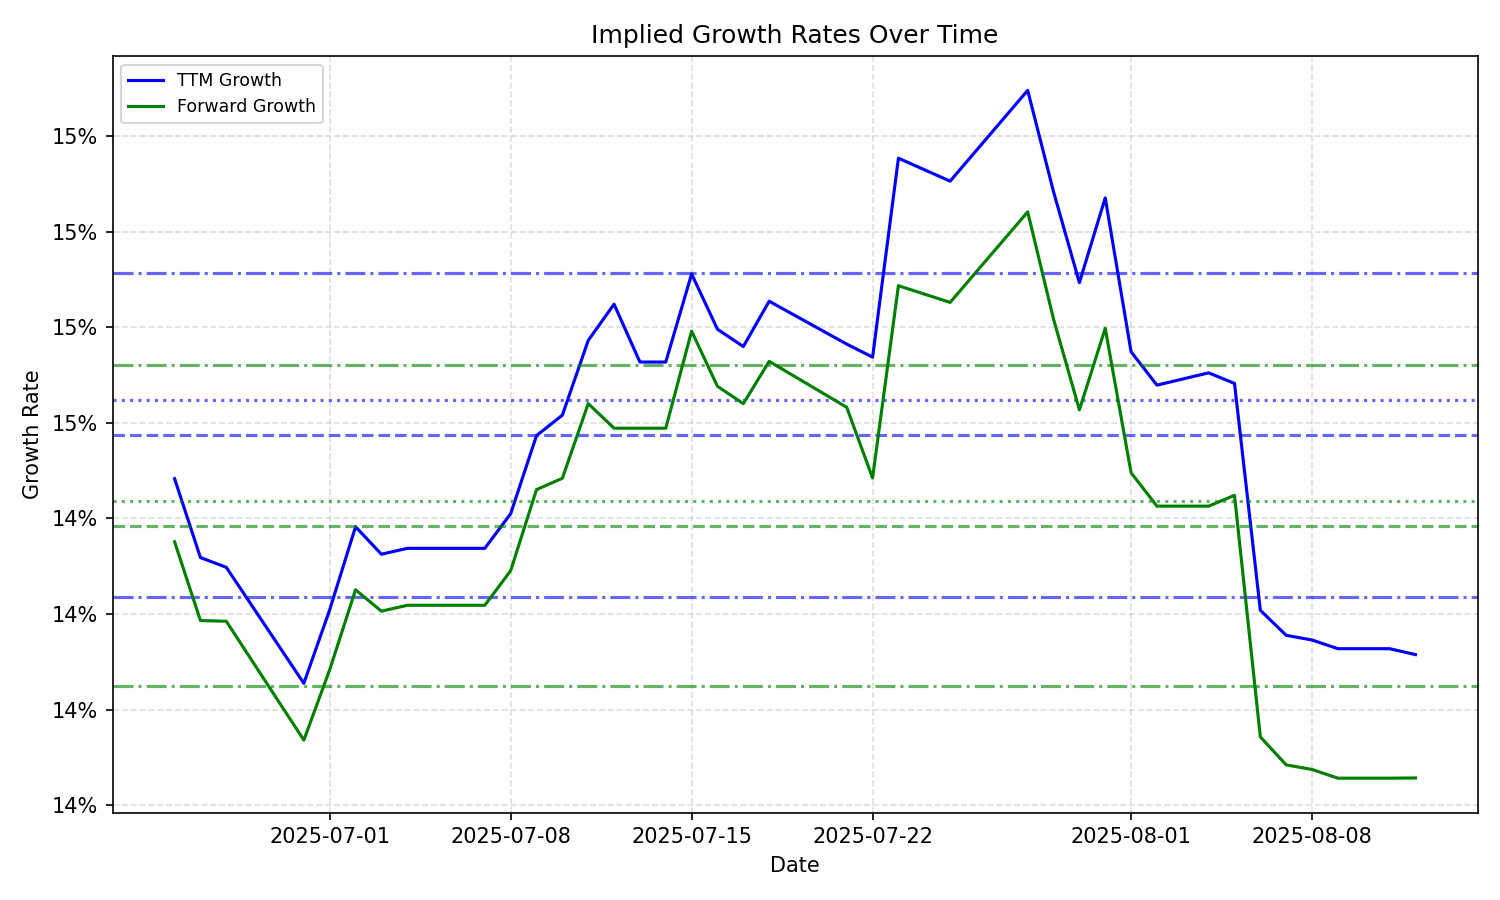 Implied Growth Rates Over Time
TTM Growth
Forward Growth
15%
15%
15%
15%
14%
14%
14%
14%
Growth Rate
2025-07-01
2025-07-08
2025-07-15
2025-07-22
2025-08-01
2025-08-08
Date